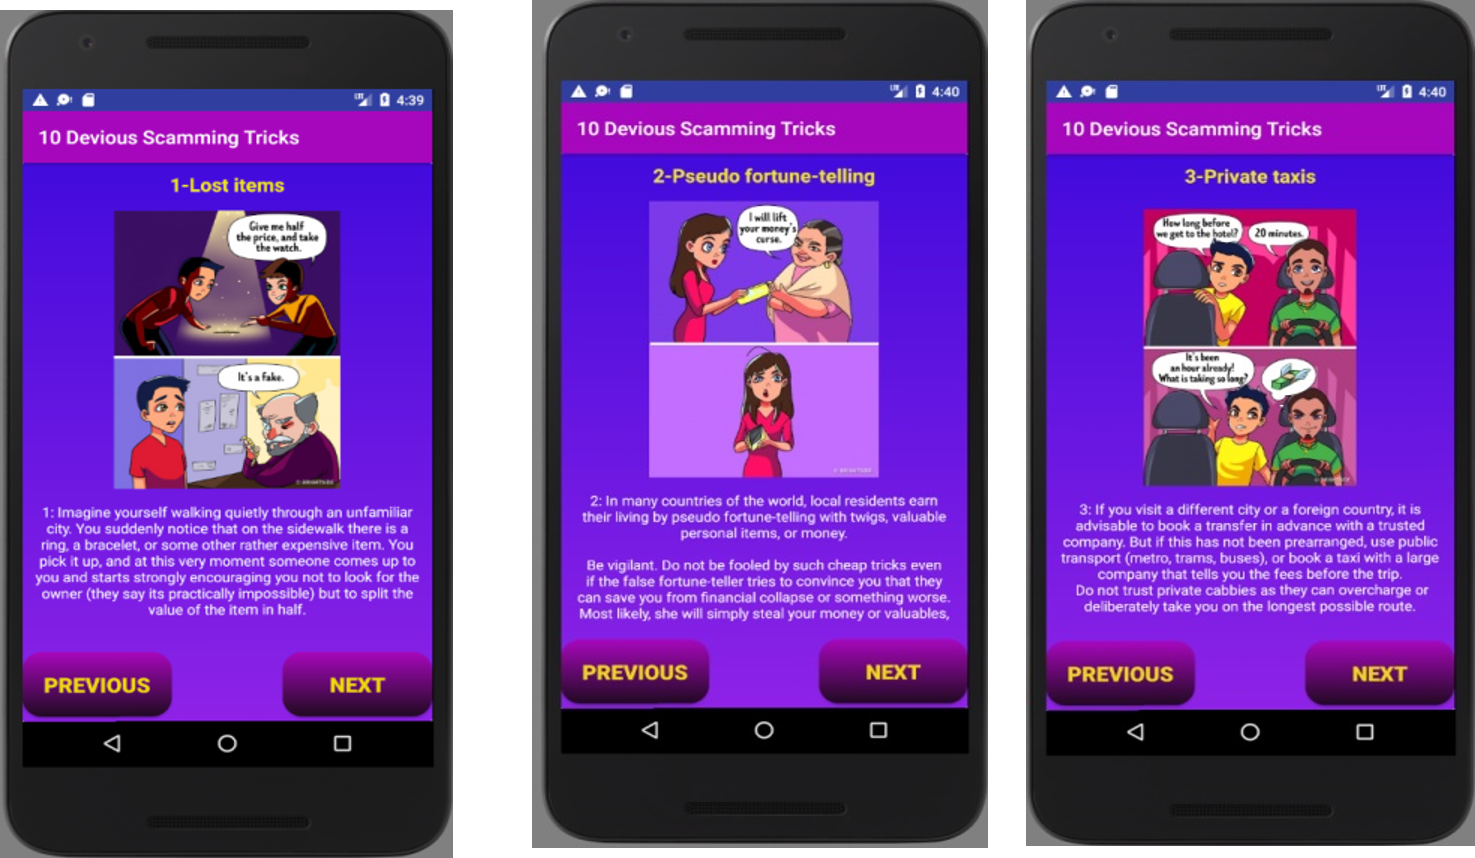 4:39
10 Devious Scamming Tricks
1-Lost items
Give me half
the price, and take
the watch.
It's a fake.
© BRIGHTSIDE
1: Imagine yourself walking quietly through an unfamiliar
city. You suddenly notice that on the sidewalk there is a
ring, a bracelet, or some other rather expensive item. You
pick it up, and at this very moment someone comes up to
you and starts strongly encouraging you not to look for the
owner (they say its practically impossible) but to split the
value of the item in half.
PREVIOUS
NEXT
LTE 4:40
10 Devious Scamming Tricks
2-Pseudo fortune-telling
I will lift
your money's
curse.
© BRIGHTSIDE
2: In many countries of the world, local residents earn
their living by pseudo fortune-telling with twigs, valuable
personal items, or money.
Be vigilant. Do not be fooled by such cheap tricks even
if the false fortune-teller tries to convince you that they
can save you from financial collapse or something worse.
Most likely, she will simply steal your money or valuables,
PREVIOUS
NEXT
LTE 4:40
10 Devious Scamming Tricks
3-Private taxis
How long before
we get to the hotel?
20 minutes.
It's been
an hour already!
What is taking so long?
© BRIGHTSIDE
3: If you visit a different city or a foreign country, it is
advisable to book a transfer in advance with a trusted
company. But if this has not been prearranged, use public
transport (metro, trams, buses), or book a taxi with a large
company that tells you the fees before the trip.
Do not trust private cabbies as they can overcharge or
deliberately take you on the longest possible route.
PREVIOUS
NEXT